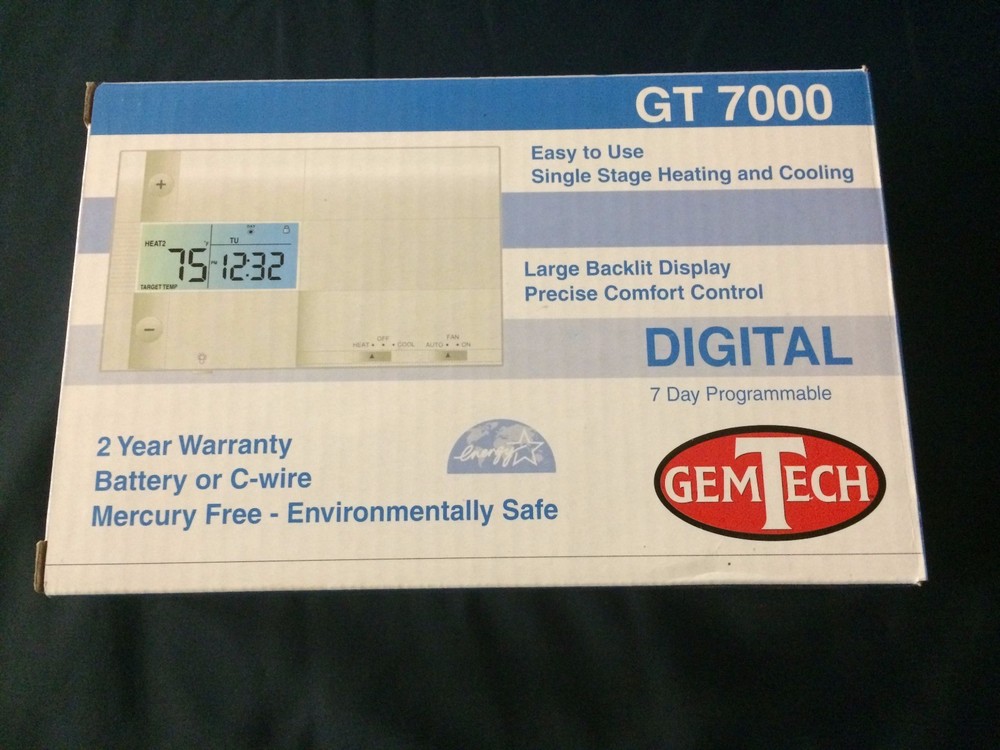 GT 7000
Easy to Use
Single Stage Heating and Cooling
+
HEAT2
°F
TU
75
PM 12:32
TARGET TEMP
Large Backlit Display
Precise Comfort Control
−
OFF
HEAT • • • COOL
FAN
AUTO • • ON
DIGITAL
7 Day Programmable
2 Year Warranty
Battery or C-wire
Mercury Free - Environmentally Safe
energy
GEMTECH